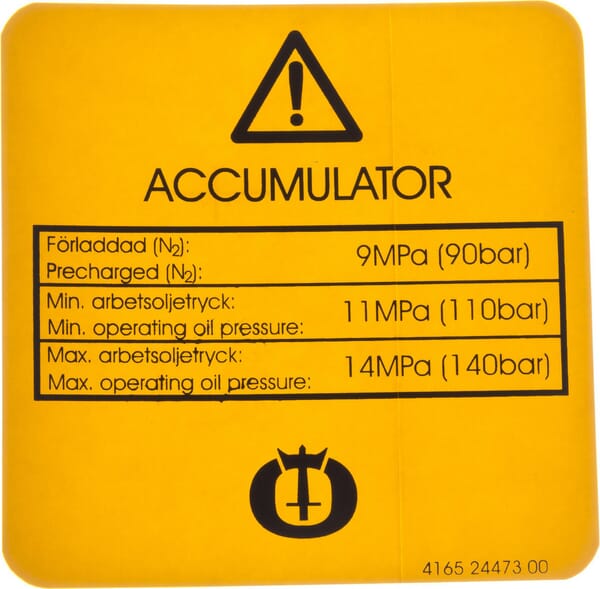 ACCUMULATOR
Förladdad (N₂):
Precharged (N₂):
9MPa (90bar)
Min. arbetsoljetryck:
Min. operating oil pressure:
11MPa (110bar)
Max. arbetsoljetryck:
Max. operating oil pressure:
14MPa (140bar)
4165 24473 00